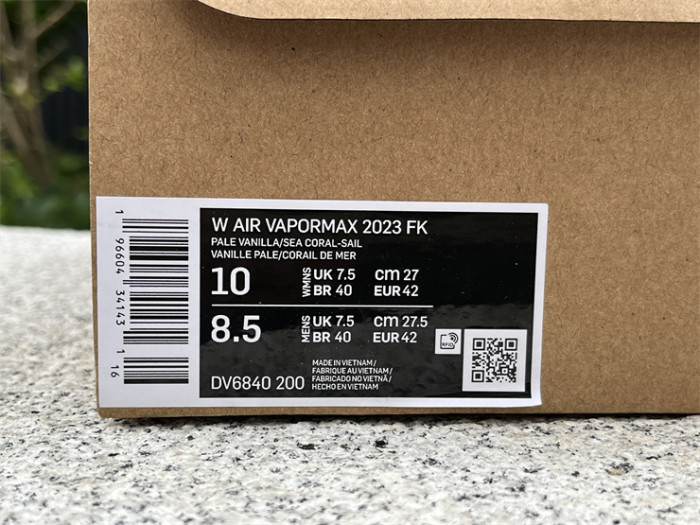 W AIR VAPORMAX 2023 FK
PALE VANILLA/SEA CORAL-SAIL
VANILLE PALE/CORAIL DE MER
10 WMNS UK 7.5 cm 27
BR 40 EUR 42
8.5 MENS UK 7.5 cm 27.5
BR 40 EUR 42
RFID
DV6840 200
MADE IN VIETNAM /
FABRIQUE AU VIETNAM /
FABRICADO NO VIETNÃ /
HECHO EN VIETNAM
1 96604 34143 1 16